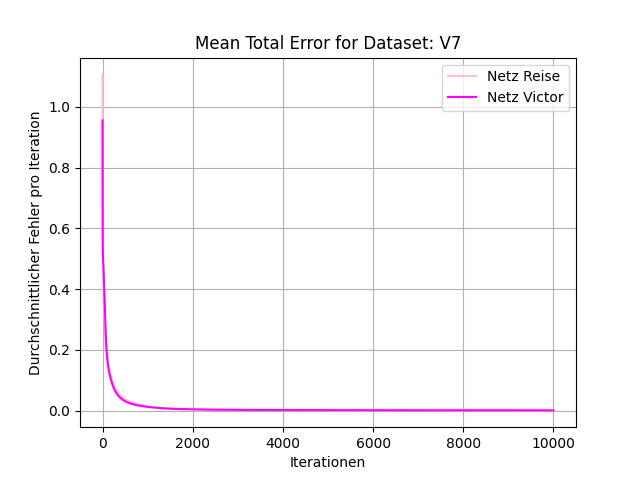 Mean Total Error for Dataset: V7
Netz Reise
Netz Victor
Durchschnittlicher Fehler pro Iteration
1.0
0.8
0.6
0.4
0.2
0.0
0
2000
4000
6000
8000
10000
Iterationen